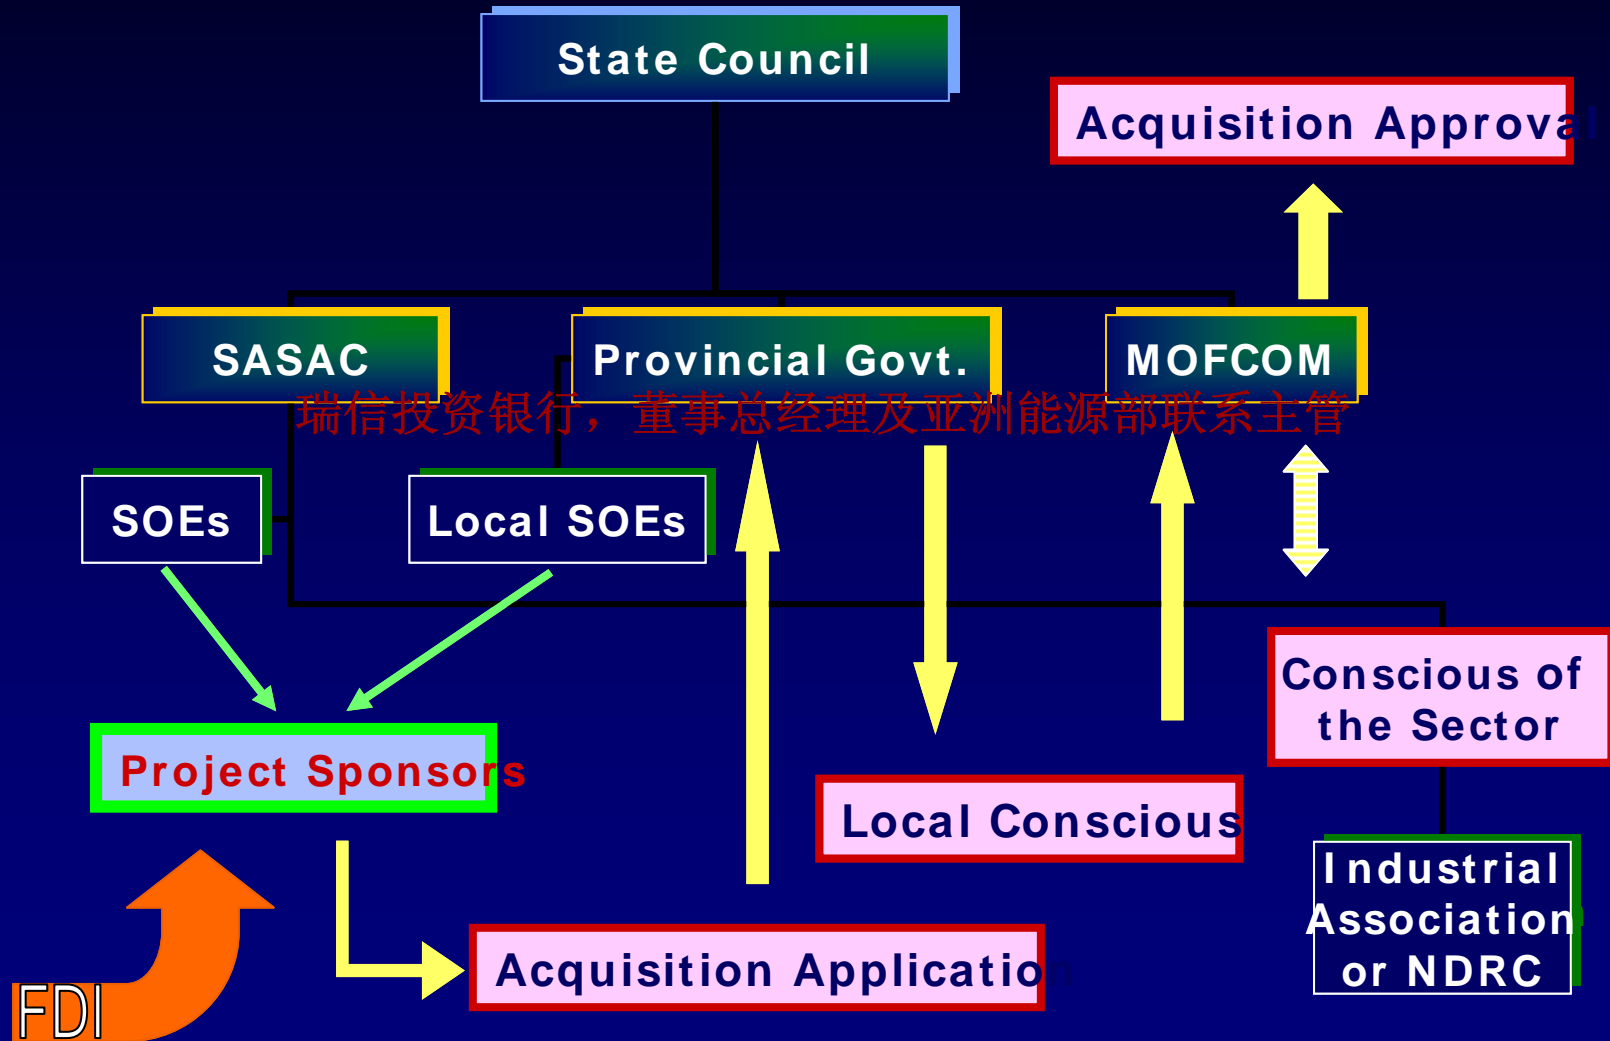 State Council
Acquisition Approval
SASAC
Provincial Govt.
MOFCOM
瑞信投资银行，董事总经理及亚洲能源部联系主管
SOEs
Local SOEs
Conscious of
the Sector
Project Sponsors
Local Conscious
Industrial
Association
or NDRC
Acquisition Application
FDI